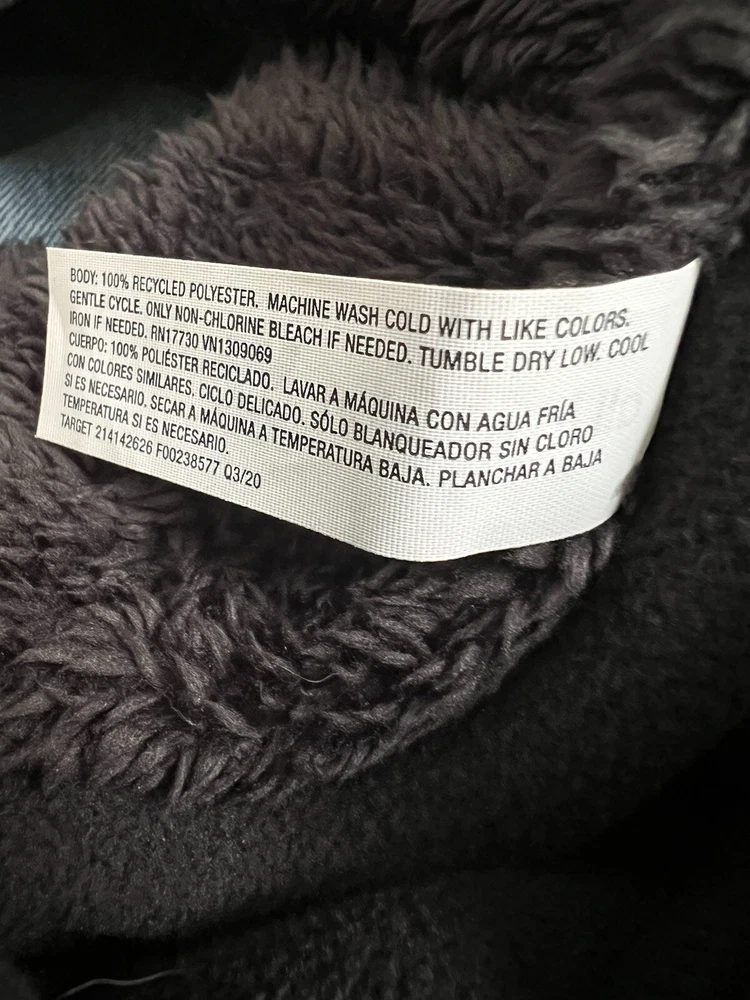 BODY: 100% RECYCLED POLYESTER. MACHINE WASH COLD WITH LIKE COLORS.
GENTLE CYCLE. ONLY NON-CHLORINE BLEACH IF NEEDED. TUMBLE DRY LOW. COOL
IRON IF NEEDED. RN17730 VN1309069
CUERPO: 100% POLIÉSTER RECICLADO. LAVAR A MÁQUINA CON AGUA FRÍA
CON COLORES SIMILARES. CICLO DELICADO. SÓLO BLANQUEADOR SIN CLORO
SI ES NECESARIO. SECAR A MÁQUINA A TEMPERATURA BAJA. PLANCHAR A BAJA
TEMPERATURA SI ES NECESARIO.
TARGET 214142626 F00238577 Q3/20